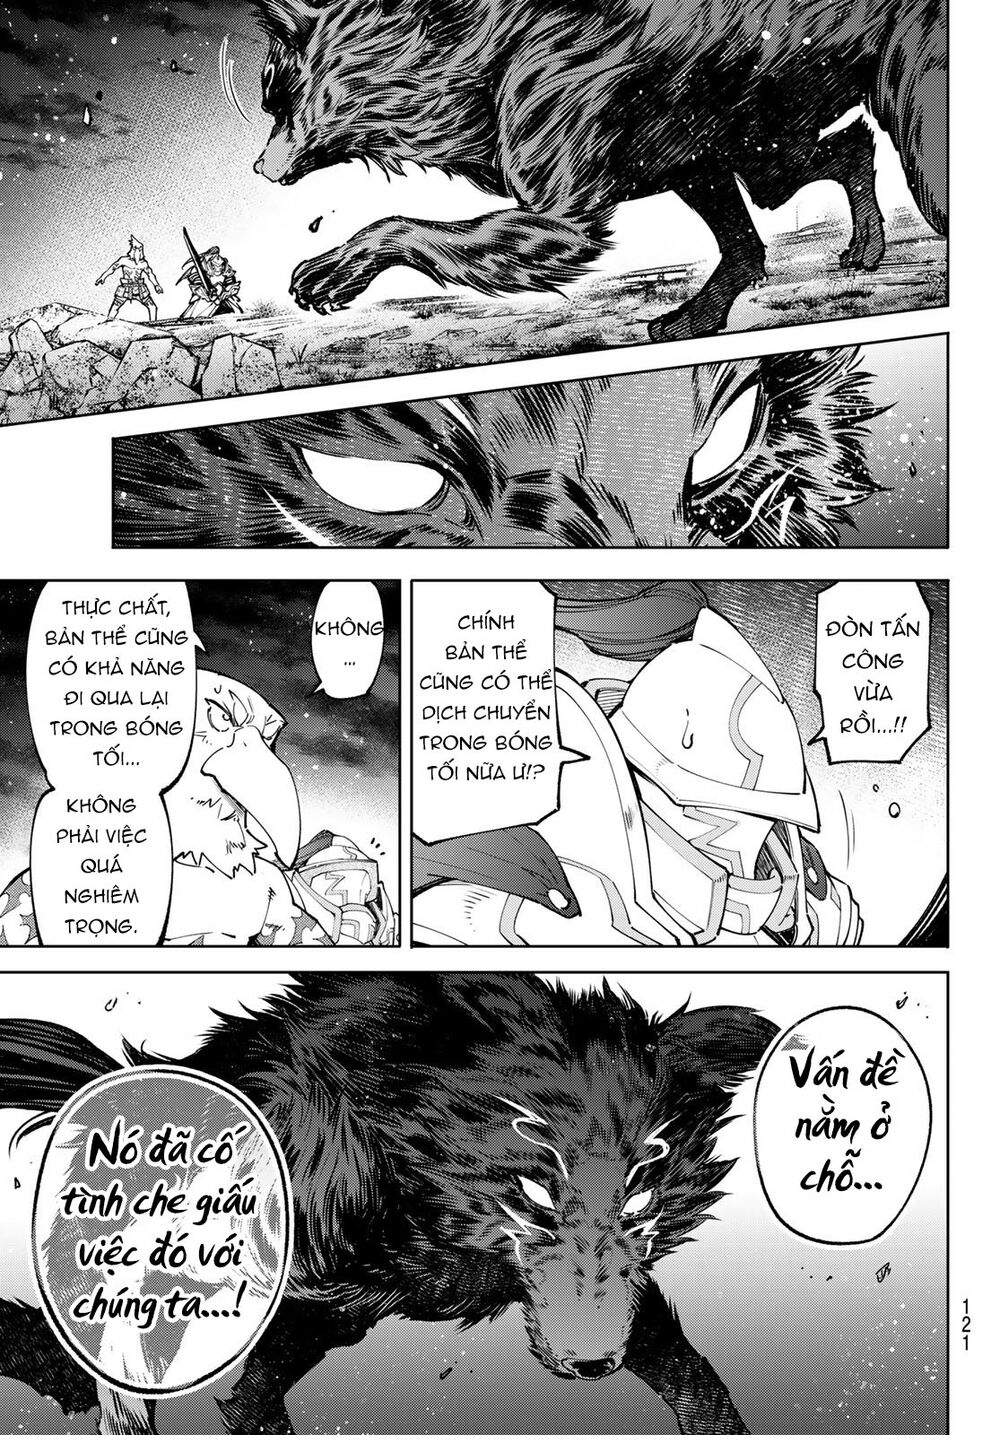 ĐÒN TẤN
CÔNG
VỪA
RỒI...!!
CHÍNH
BẢN THỂ
CŨNG CÓ THỂ
DỊCH CHUYỂN
TRONG BÓNG
TỐI NỮA Ư!?
KHÔNG
...
THỰC CHẤT,
BẢN THỂ CŨNG
CÓ KHẢ NĂNG
ĐI QUA LẠI
TRONG BÓNG
TỐI...
KHÔNG
PHẢI VIỆC
QUÁ
NGHIÊM
TRỌNG.
Vấn đề
nằm ở
chỗ...
Nó đã cố
tình che giấu
việc đó với
chúng ta...!
121